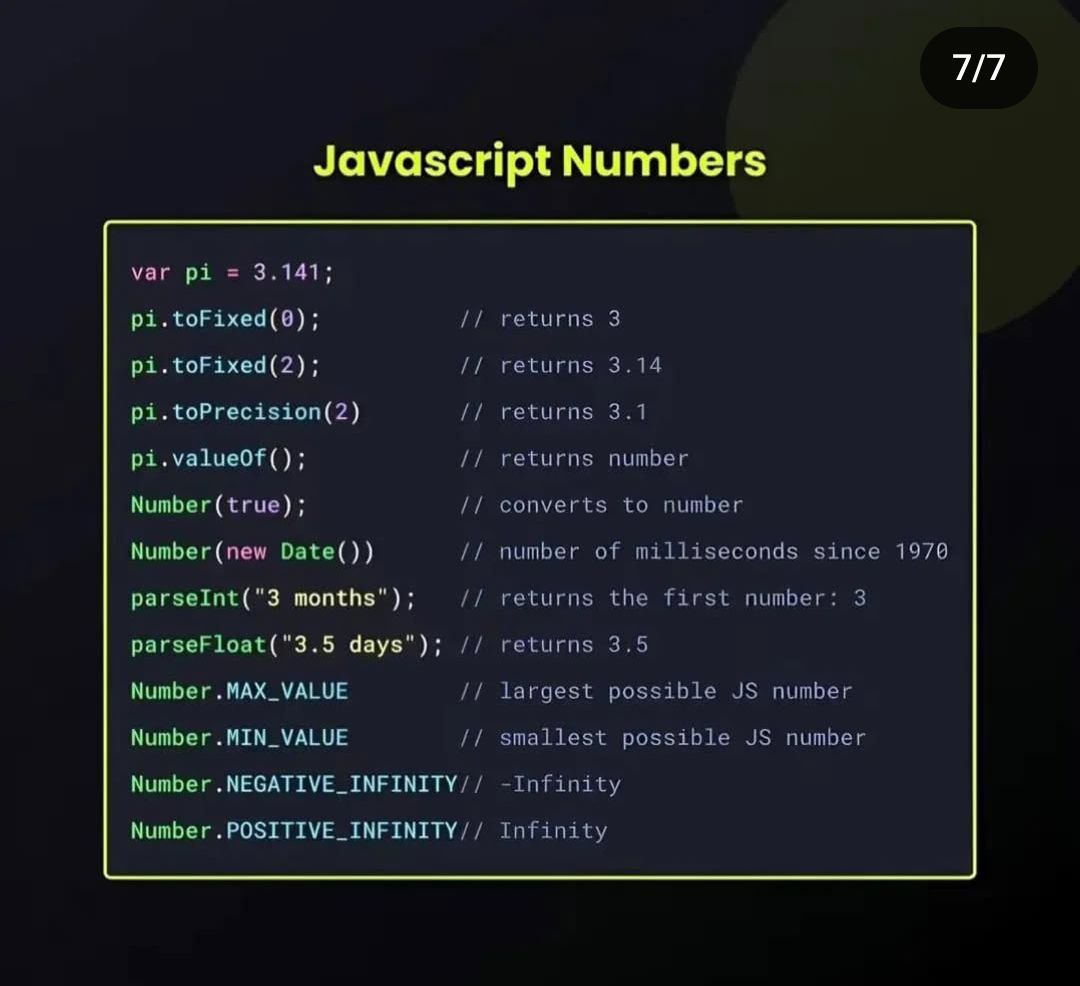 7/7
Javascript Numbers
var pi = 3.141;
pi.toFixed(0); // returns 3
pi.toFixed(2); // returns 3.14
pi.toPrecision(2) // returns 3.1
pi.valueOf(); // returns number
Number(true); // converts to number
Number(new Date()) // number of milliseconds since 1970
parseInt("3 months"); // returns the first number: 3
parseFloat("3.5 days"); // returns 3.5
Number.MAX_VALUE // largest possible JS number
Number.MIN_VALUE // smallest possible JS number
Number.NEGATIVE_INFINITY// -Infinity
Number.POSITIVE_INFINITY// Infinity